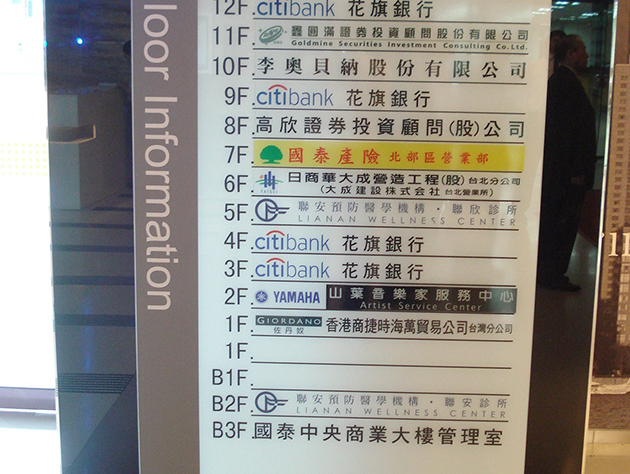 Floor Information
12F. citibank 花旗銀行
11F. 鑫圓滿證券投資顧問股份有限公司
Goldmine Securities Investment Consulting Co.,Ltd.
10F. 李奧貝納股份有限公司
9F. citibank 花旗銀行
8F. 高欣證券投資顧問(股)公司
7F. 國泰產險 北部區營業部
6F. 日商華大成營造工程(股)台北分公司
(大成建設株式会社 台北營業所)
5F. 聯安預防醫學機構・聯欣診所
LIANAN WELLNESS CENTER
4F. citibank 花旗銀行
3F. citibank 花旗銀行
2F. YAMAHA 山葉音樂家服務中心
Artist Service Center
1F. GIORDANO 佐丹奴 香港商捷時海萬貿易公司台灣分公司
1F.
B1F.
B2F. 聯安預防醫學機構・聯安診所
LIANAN WELLNESS CENTER
B3F. 國泰中央商業大樓管理室